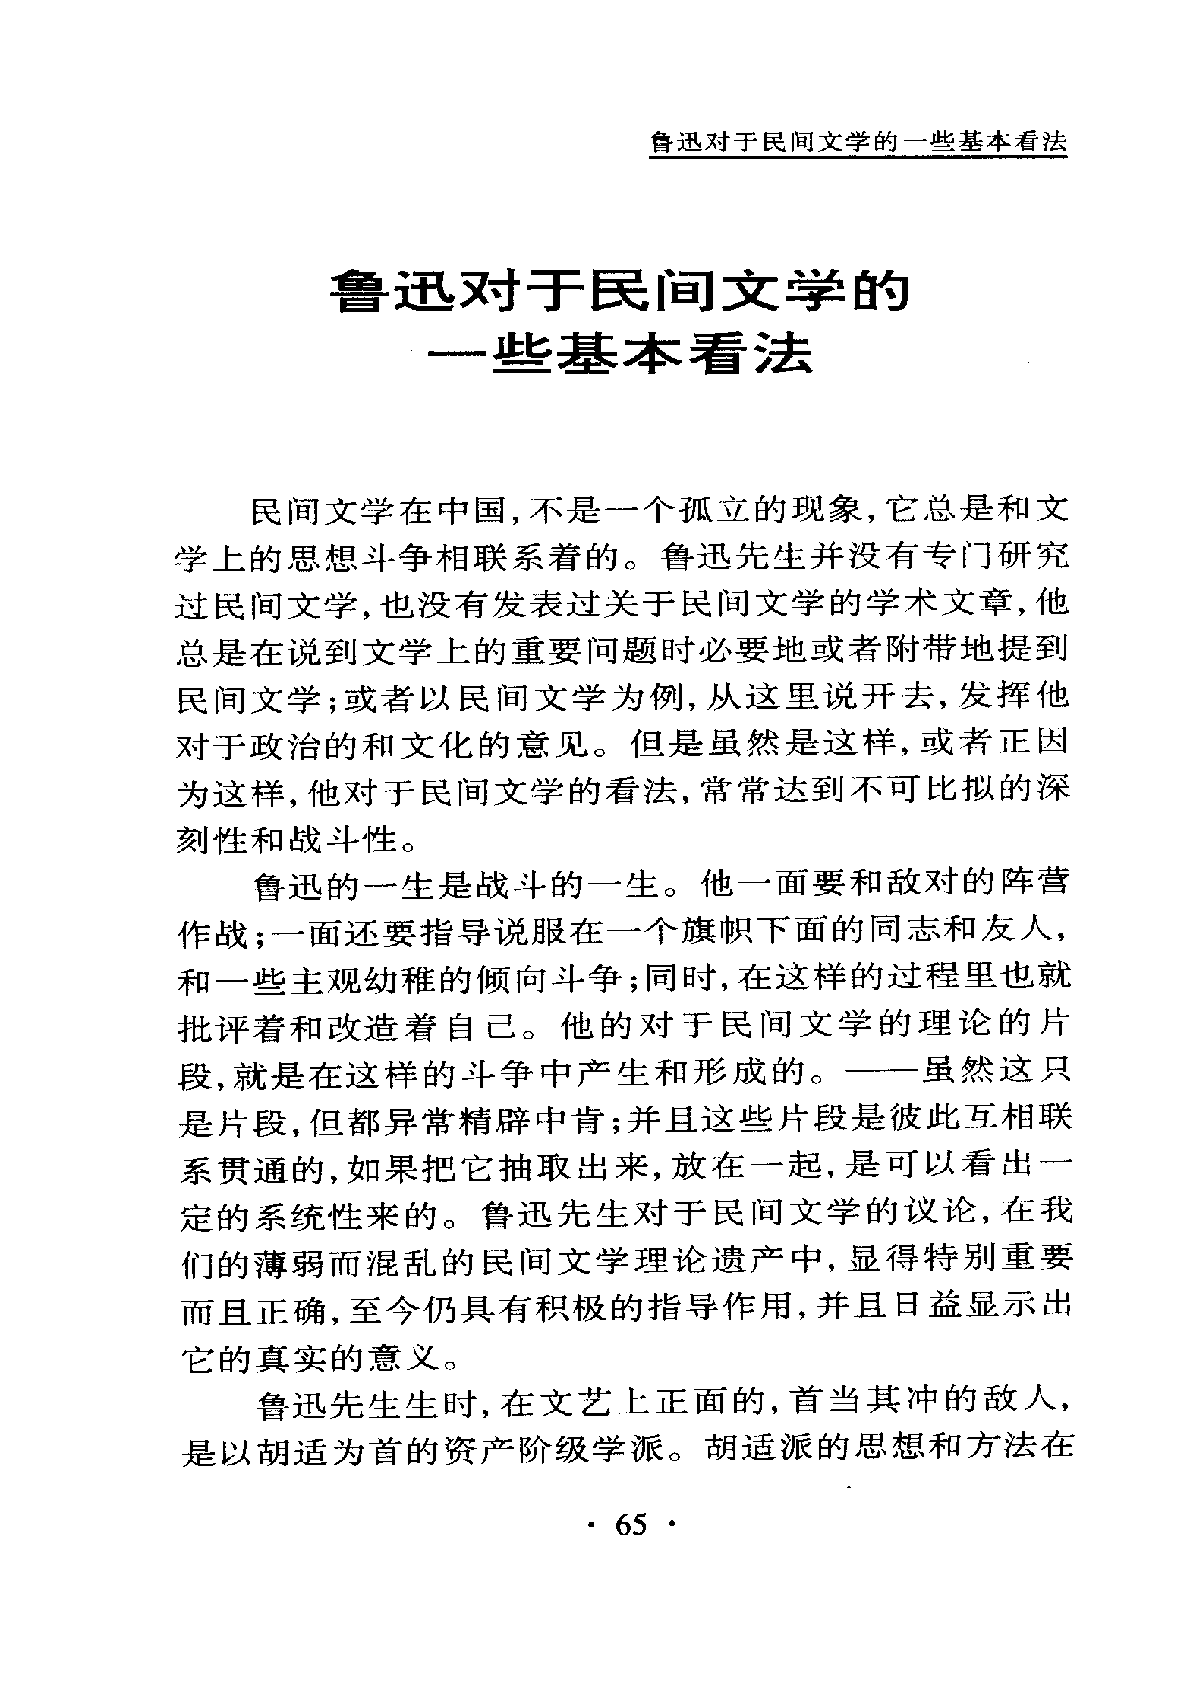 鲁迅对于民间文学的一些基本看法
鲁迅对于民间文学的
一些基本看法
民间文学在中国,不是一个孤立的现象,它总是和文
学上的思想斗争相联系着的。鲁迅先生并没有专门研究
过民间文学,也没有发表过关于民间文学的学术文章,他
总是在说到文学上的重要问题时必要地或者附带地提到
民间文学;或者以民间文学为例,从这里说开去,发挥他
对于政治的和文化的意见。但是虽然是这样,或者正因
为这样,他对于民间文学的看法,常常达到不可比拟的深
刻性和战斗性。
鲁迅的一生是战斗的一生。他一面要和敌对的阵营
作战;一面还要指导说服在一个旗帜下面的同志和友人,
和一些主观幼稚的倾向斗争;同时,在这样的过程里也就
批评着和改造着自己。他的对于民间文学的理论的片
段,就是在这样的斗争中产生和形成的。——虽然这只
是片段,但都异常精辟中肯;并且这些片段是彼此互相联
系贯通的,如果把它抽取出来,放在一起,是可以看出一
定的系统性来的。鲁迅先生对于民间文学的议论,在我
们的薄弱而混乱的民间文学理论遗产中,显得特别重要
而且正确,至今仍具有积极的指导作用,并且日益显示出
它的真实的意义。
鲁迅先生生时,在文艺上正面的,首当其冲的敌人,
是以胡适为首的资产阶级学派。胡适派的思想和方法在
· 65 ·